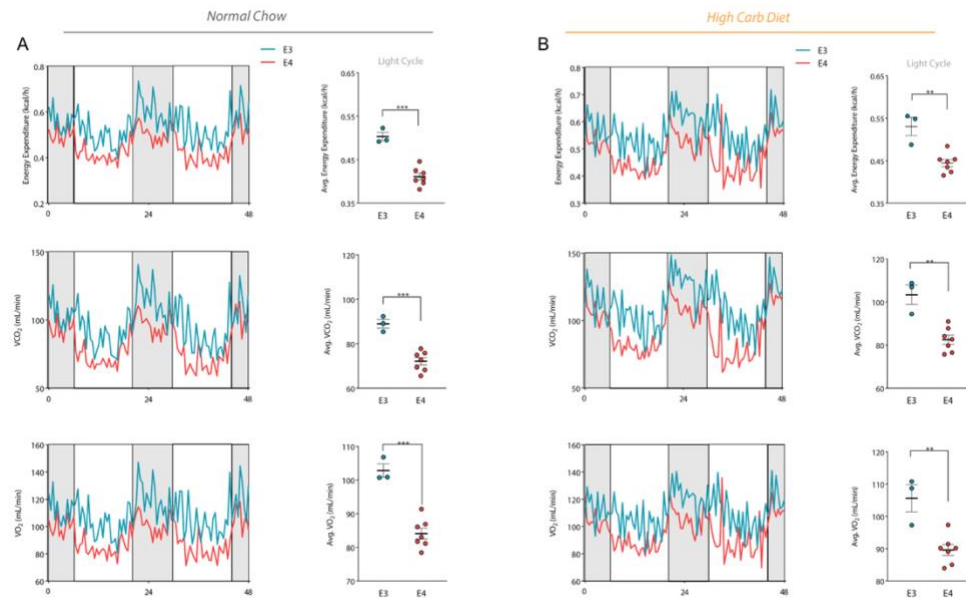 Normal Chow
High Carb Diet
A
E3
E4
Light Cycle
Energy Expenditure (kcal/h)
0.8
0.6
0.4
0.2
0
24
48
Avg. Energy Expenditure (kcal/h)
0.65
0.55
0.45
0.35
***
E3
E4
VCO₂ (mL/min)
150
100
50
0
24
48
Avg. VCO₂ (mL/min)
120
100
80
60
***
E3
E4
VO₂ (mL/min)
160
140
120
100
80
60
0
24
48
Avg. VO₂ (mL/min)
110
100
90
80
70
***
E3
E4
B
E3
E4
Light Cycle
Energy Expenditure (kcal/h)
0.8
0.7
0.6
0.5
0.4
0.3
0.2
0
24
48
Avg. Energy Expenditure (kcal/h)
0.65
0.55
0.45
0.35
**
E3
E4
VCO₂ (mL/min)
150
100
50
0
24
48
Avg. VCO₂ (mL/min)
120
100
80
60
**
E3
E4
VO₂ (mL/min)
160
140
120
100
80
60
0
24
48
Avg. VO₂ (mL/min)
120
110
100
90
80
**
E3
E4